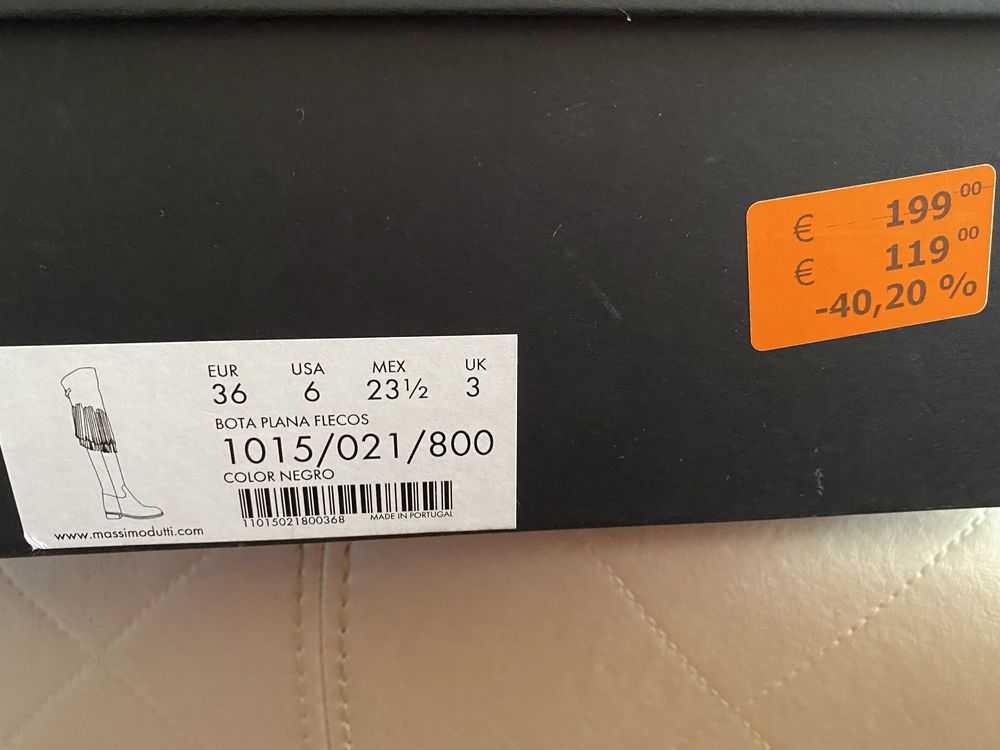 € 199 00
€ 119 00
-40,20 %
EUR USA MEX UK
36 6 23½ 3
BOTA PLANA FLECOS
1015/021/800
COLOR NEGRO
11015021800368 MADE IN PORTUGAL
www.massimodutti.com